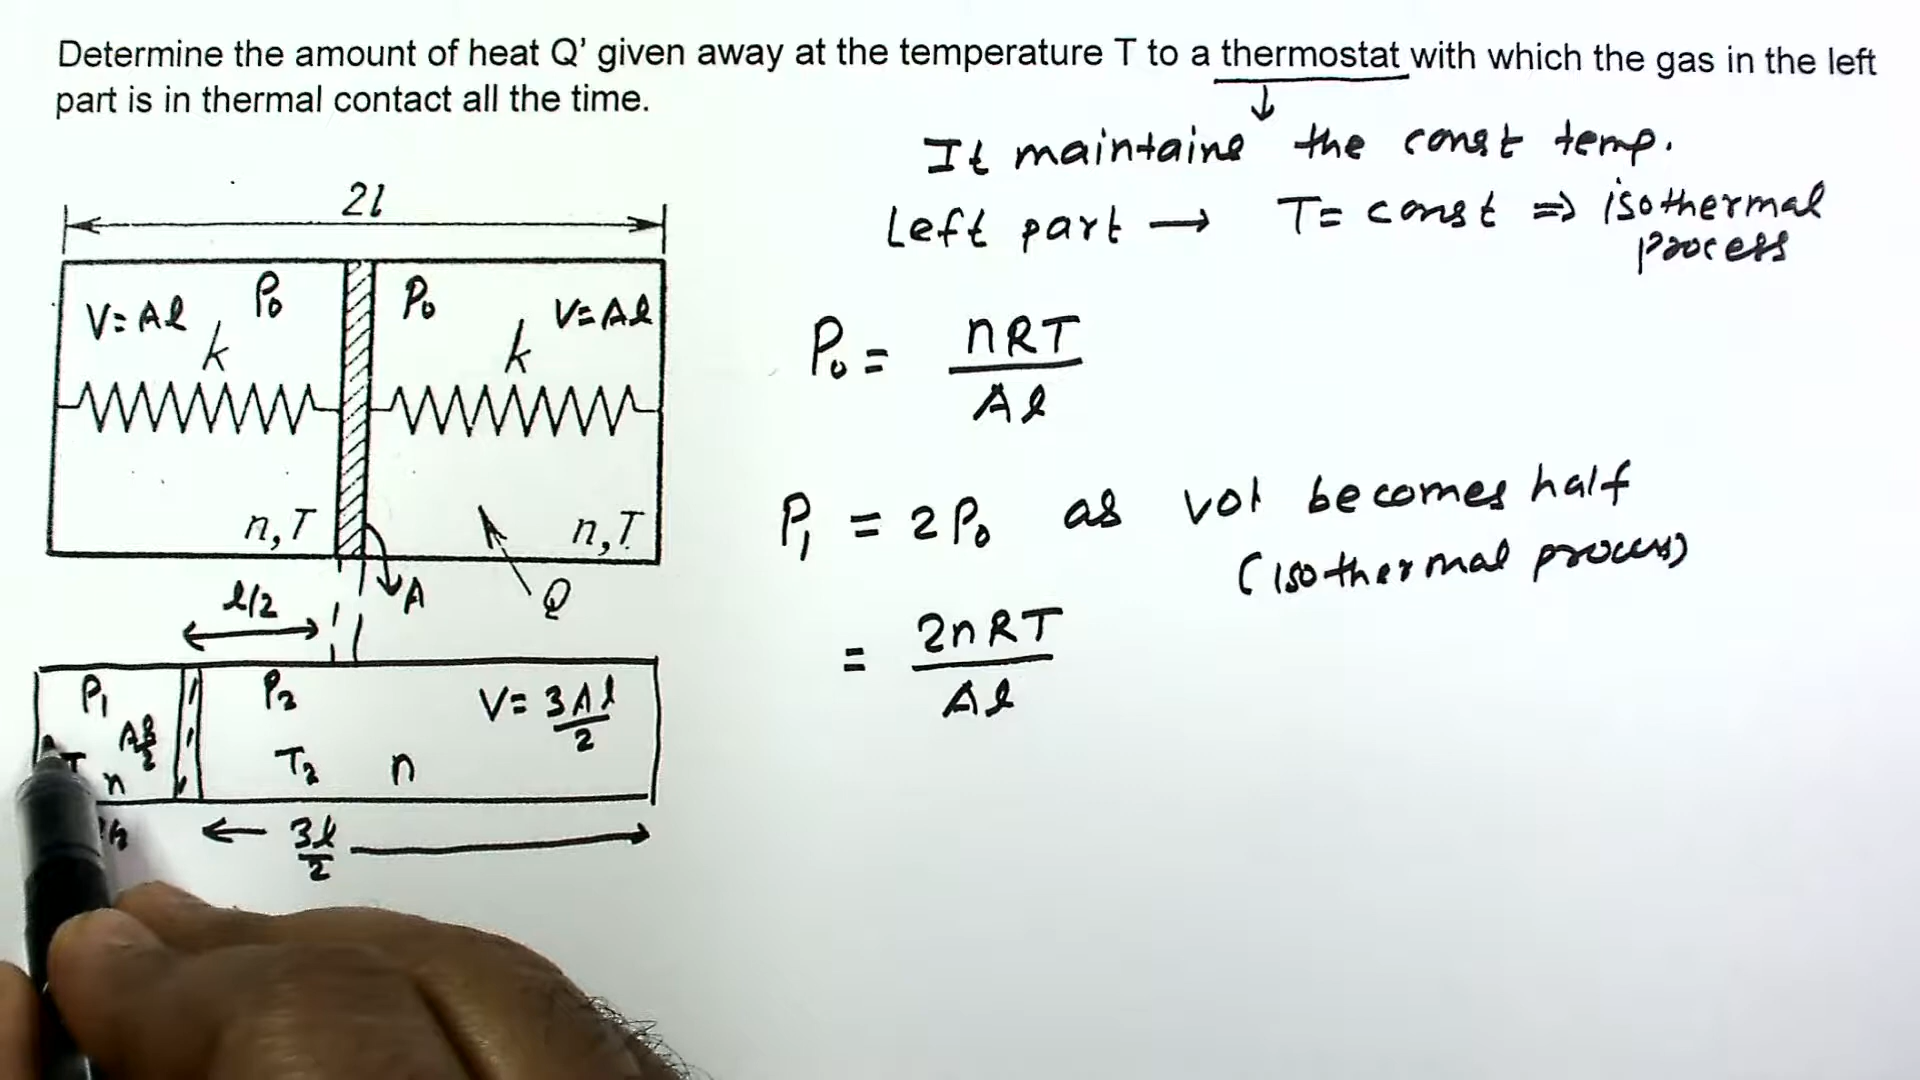 Determine the amount of heat Q' given away at the temperature T to a thermostat with which the gas in the left
part is in thermal contact all the time.
It maintains the const temp.
Left part → T = const ⇒ isothermal
process
2l
V = Al P₀ P₀ V = Al
k k
n, T n, T
A Q
P₀ = nRT / Al
P₁ = 2P₀ as vol becomes half
(isothermal process)
= 2nRT / Al
l/2
P₁ P₂ V = 3Al / 2
Al/2
T₂ n
n
3l / 2